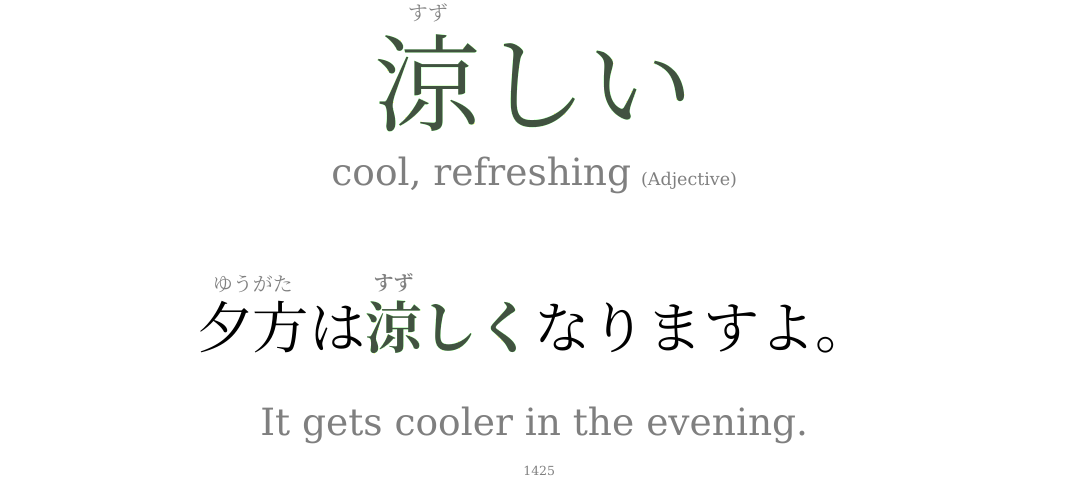 すず
涼しい
cool, refreshing (Adjective)
ゆうがた すず
夕方は涼しくなりますよ。
It gets cooler in the evening.
1425